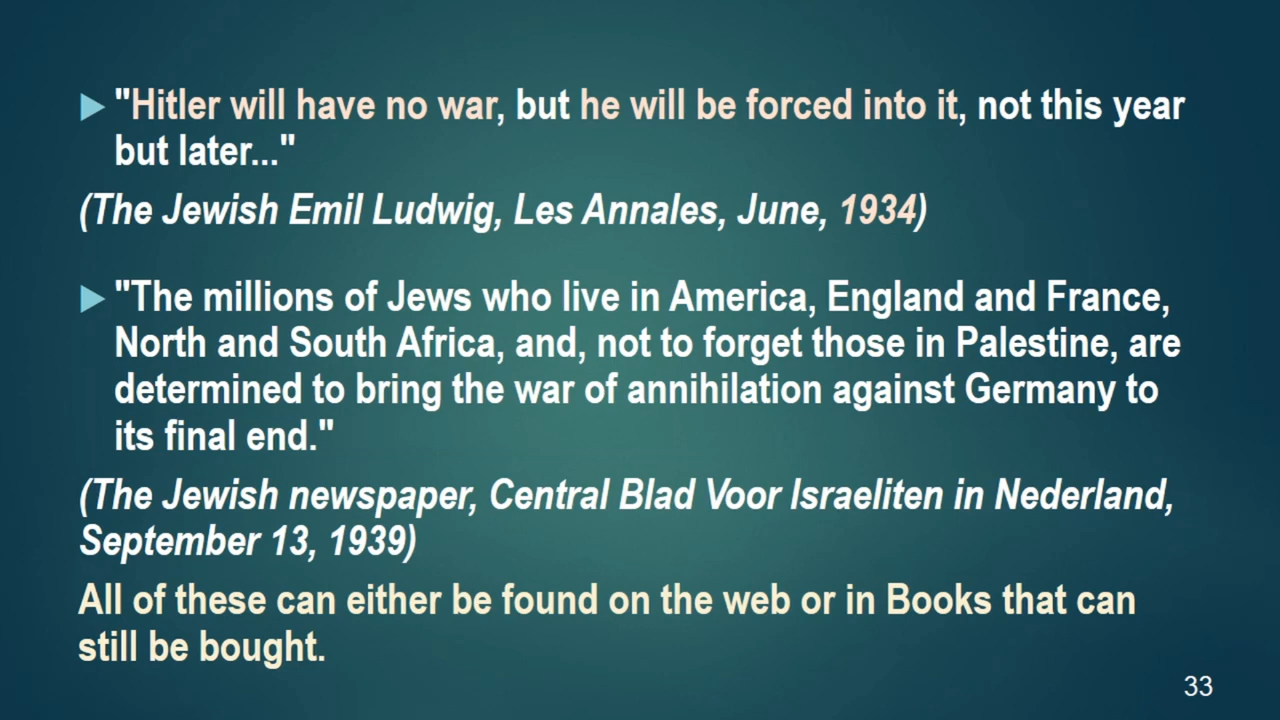 "Hitler will have no war, but he will be forced into it, not this year
but later..."
(The Jewish Emil Ludwig, Les Annales, June, 1934)
"The millions of Jews who live in America, England and France,
North and South Africa, and, not to forget those in Palestine, are
determined to bring the war of annihilation against Germany to
its final end."
(The Jewish newspaper, Central Blad Voor Israeliten in Nederland,
September 13, 1939)
All of these can either be found on the web or in Books that can
still be bought.
33